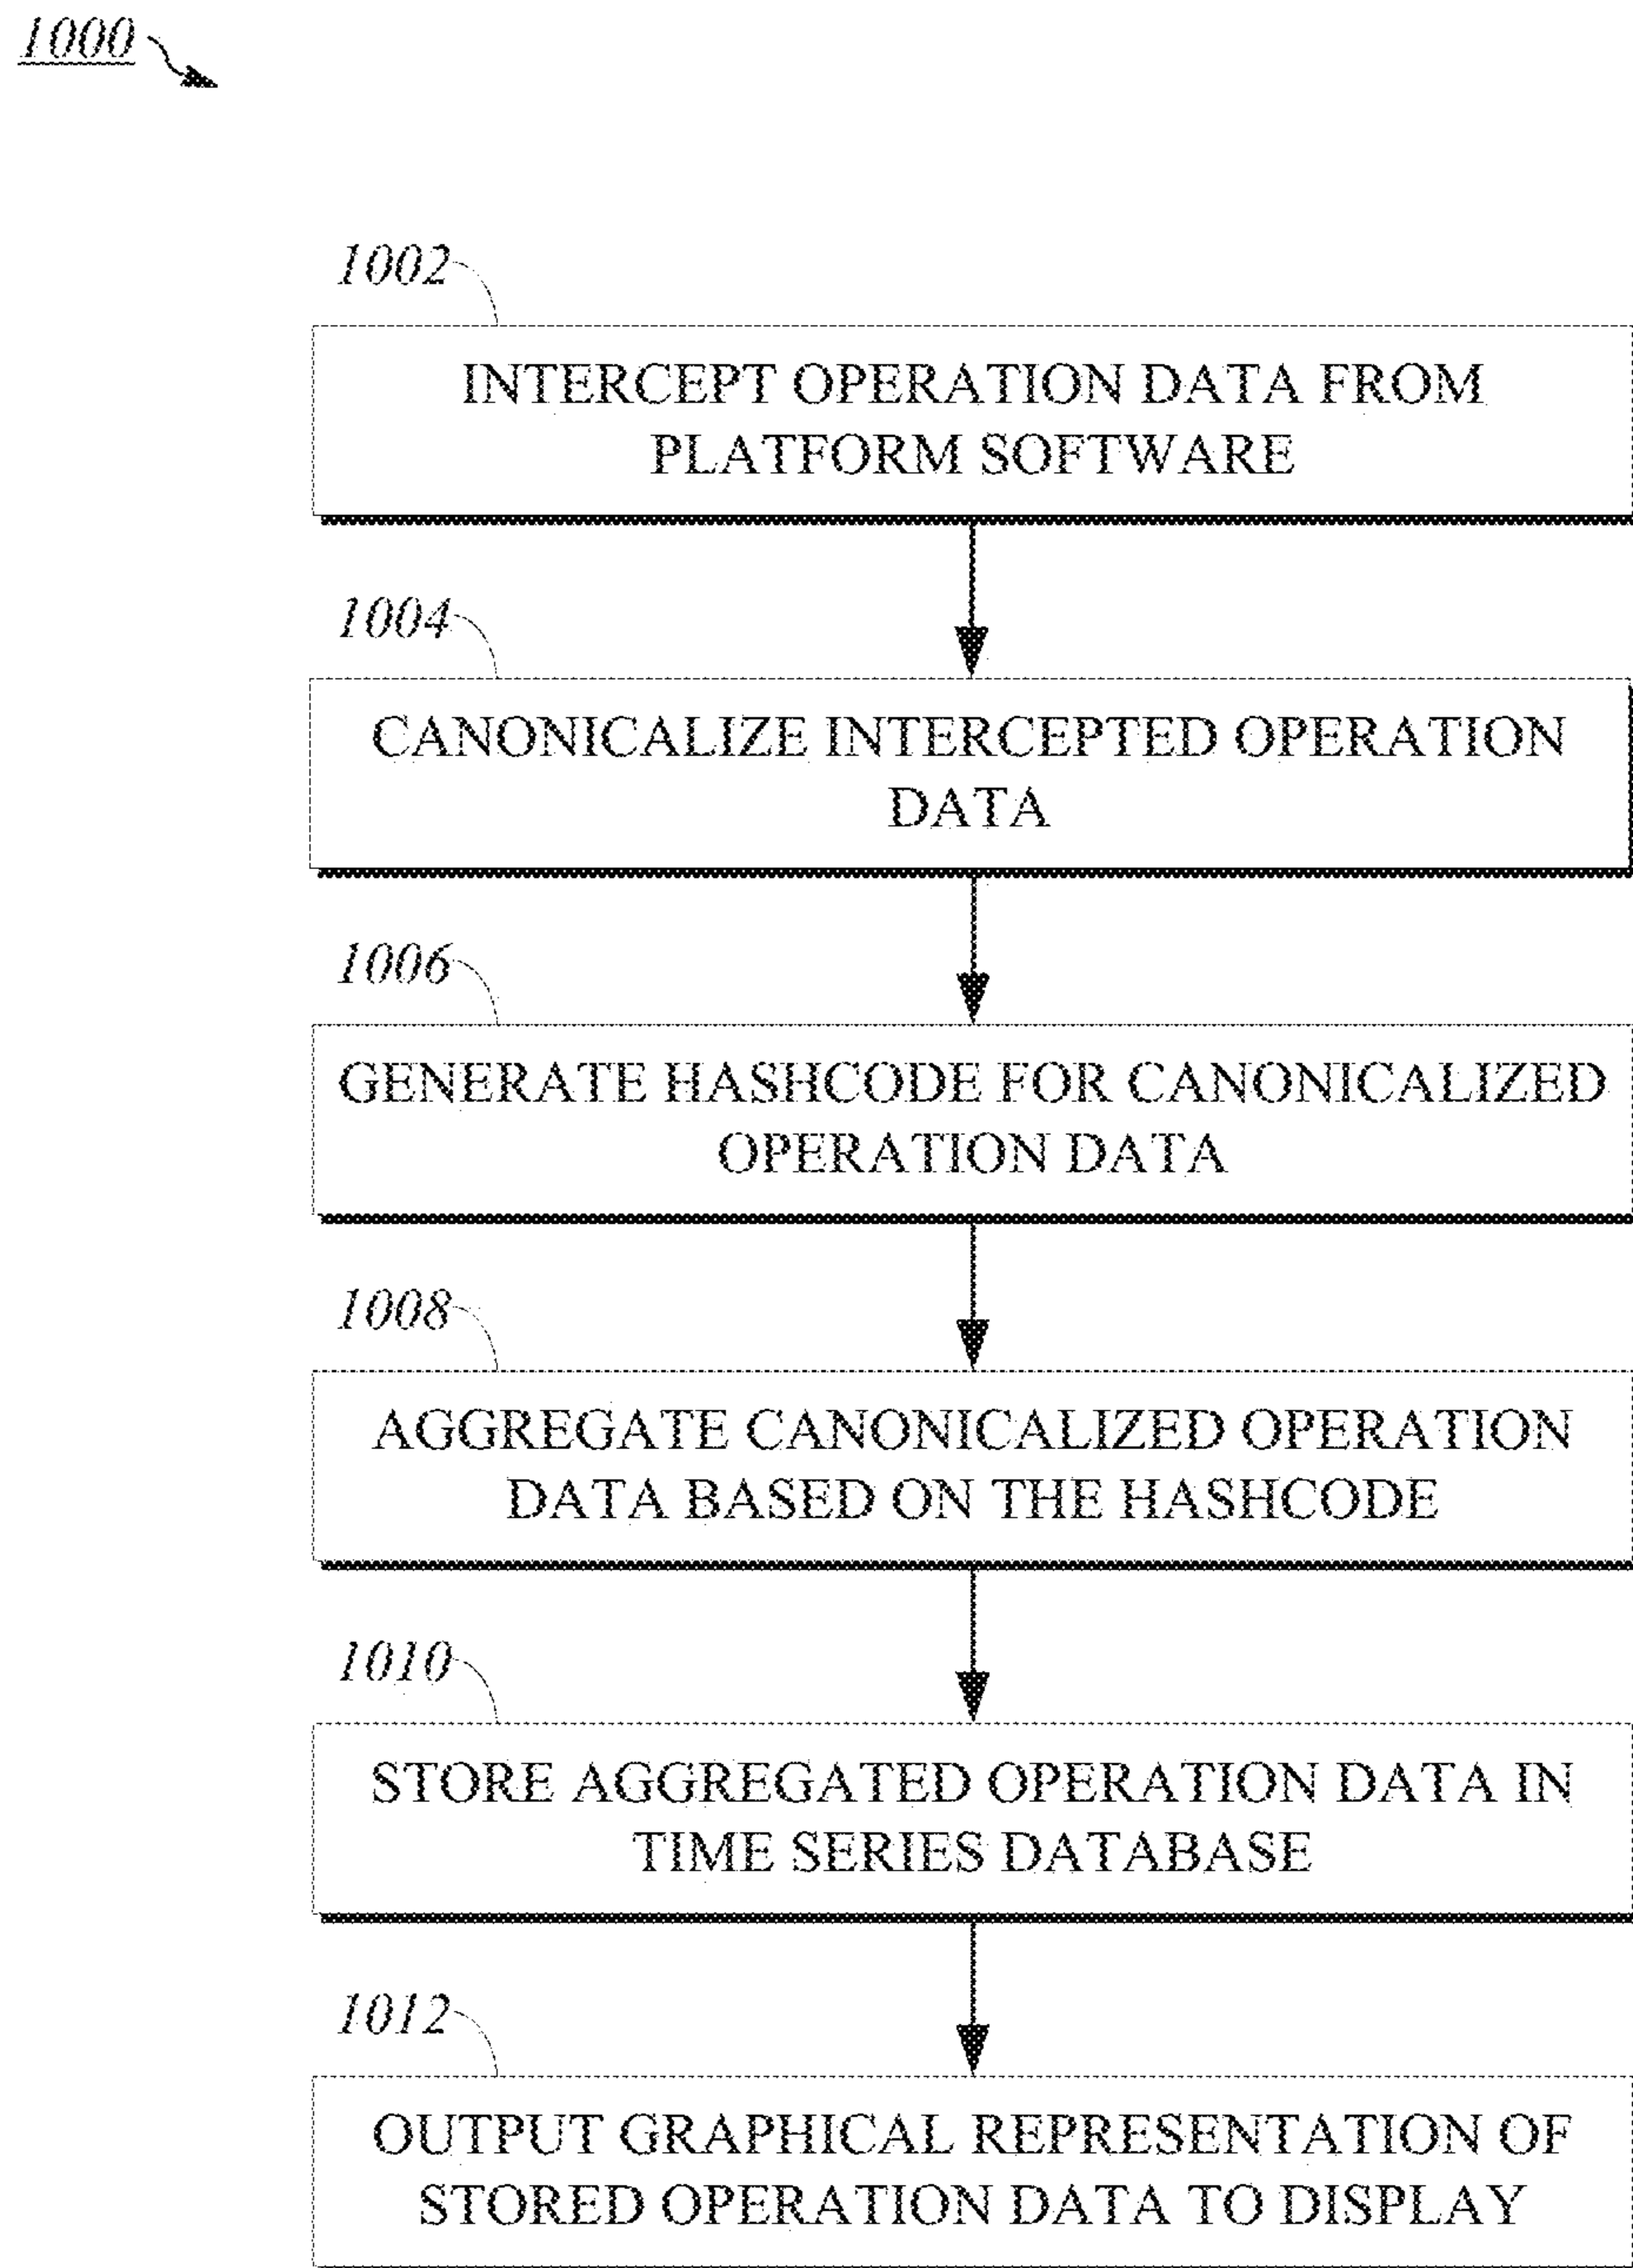 1000
1002
INTERCEPT OPERATION DATA FROM
PLATFORM SOFTWARE
1004
CANONICALIZE INTERCEPTED OPERATION
DATA
1006
GENERATE HASHCODE FOR CANONICALIZED
OPERATION DATA
1008
AGGREGATE CANONICALIZED OPERATION
DATA BASED ON THE HASHCODE
1010
STORE AGGREGATED OPERATION DATA IN
TIME SERIES DATABASE
1012
OUTPUT GRAPHICAL REPRESENTATION OF
STORED OPERATION DATA TO DISPLAY